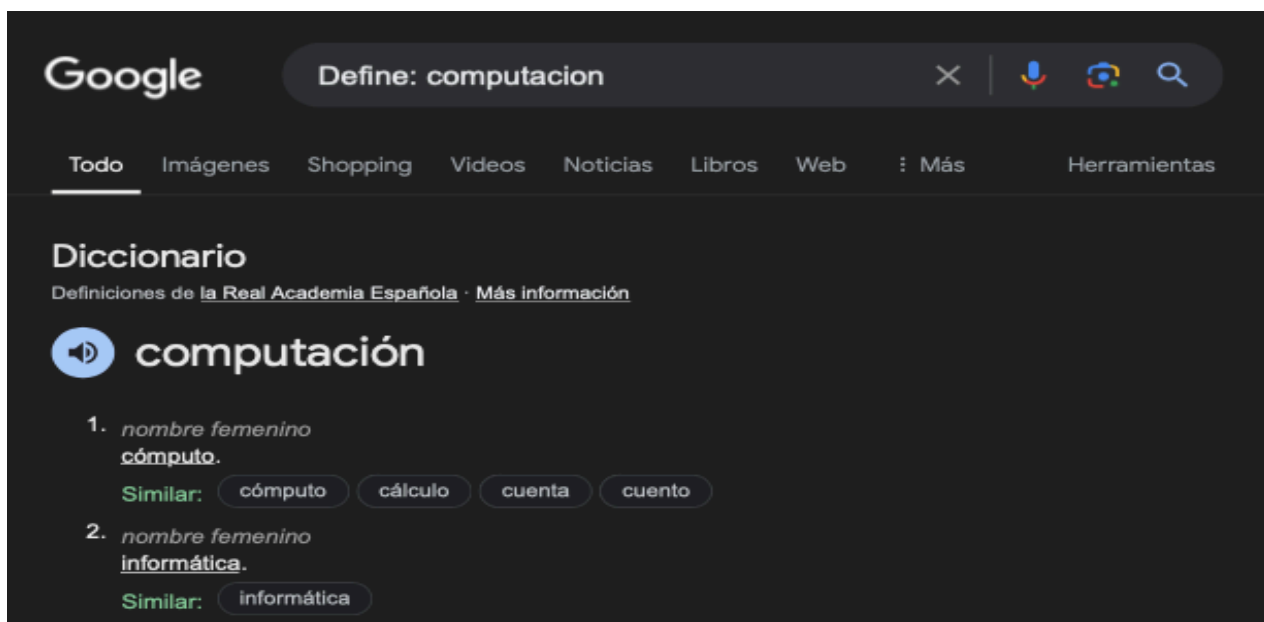 Google Define: computacion
Todo Imágenes Shopping Videos Noticias Libros Web Más Herramientas
Diccionario
Definiciones de la Real Academia Española · Más información
computación
1. nombre femenino
cómputo.
Similar: cómputo cálculo cuenta cuento
2. nombre femenino
informática.
Similar: informática